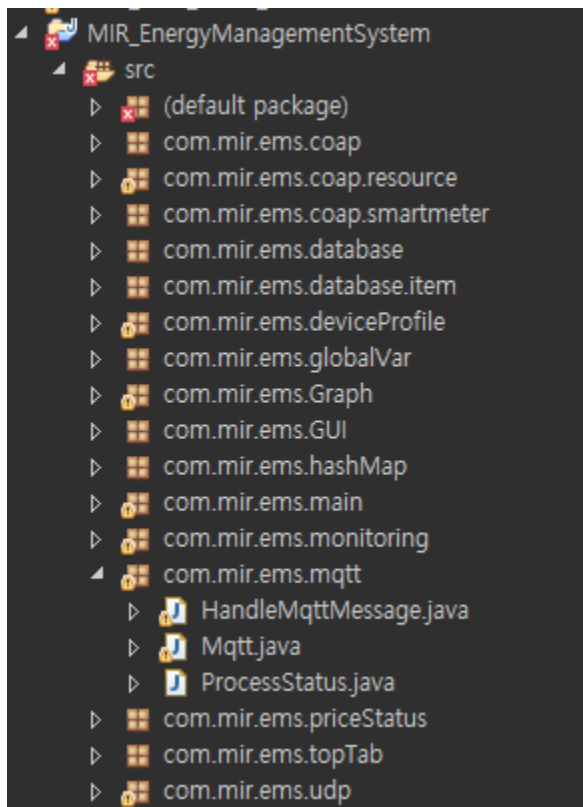 MIR_EnergyManagementSystem
src
(default package)
com.mir.ems.coap
com.mir.ems.coap.resource
com.mir.ems.coap.smartmeter
com.mir.ems.database
com.mir.ems.database.item
com.mir.ems.deviceProfile
com.mir.ems.globalVar
com.mir.ems.Graph
com.mir.ems.GUI
com.mir.ems.hashMap
com.mir.ems.main
com.mir.ems.monitoring
com.mir.ems.mqtt
HandleMqttMessage.java
Mqtt.java
ProcessStatus.java
com.mir.ems.priceStatus
com.mir.ems.topTab
com.mir.ems.udp